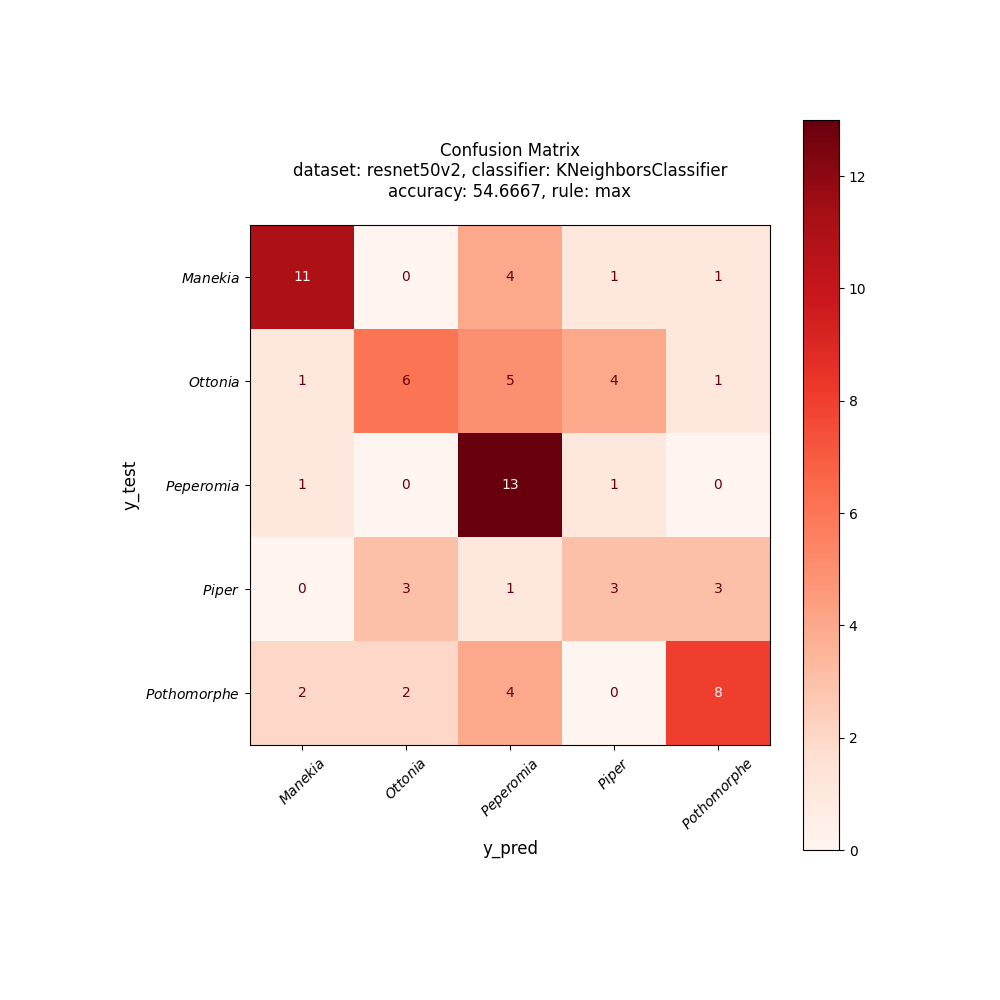 Confusion Matrix
dataset: resnet50v2, classifier: KNeighborsClassifier
accuracy: 54.6667, rule: max
y_test
Manekia 11 0 4 1 1
Ottonia 1 6 5 4 1
Peperomia 1 0 13 1 0
Piper 0 3 1 3 3
Pothomorphe 2 2 4 0 8
Manekia Ottonia Peperomia Piper Pothomorphe
y_pred
12
10
8
6
4
2
0